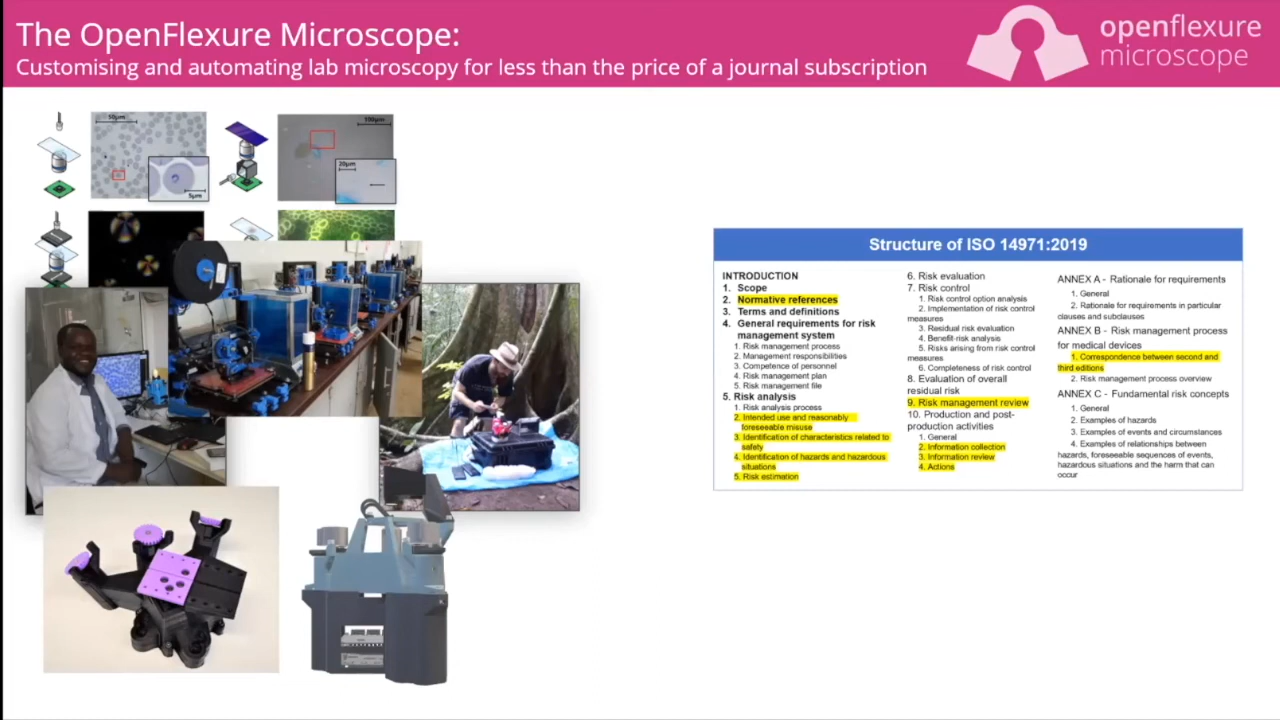 The OpenFlexure Microscope:
Customising and automating lab microscopy for less than the price of a journal subscription
openflexure
microscope
50μm
5μm
100μm
20μm
Structure of ISO 14971:2019
INTRODUCTION
1. Scope
2. Normative references
3. Terms and definitions
4. General requirements for risk
management system
1. Risk management process
2. Management responsibilities
3. Competence of personnel
4. Risk management plan
5. Risk management file
5. Risk analysis
1. Risk analysis process
2. Intended use and reasonably
foreseeable misuse
3. Identification of characteristics related to
safety
4. Identification of hazards and hazardous
situations
5. Risk estimation
6. Risk evaluation
7. Risk control
1. Risk control option analysis
2. Implementation of risk control
measures
3. Residual risk evaluation
4. Benefit-risk analysis
5. Risks arising from risk control
measures
6. Completeness of risk control
8. Evaluation of overall
residual risk
9. Risk management review
10. Production and post-
production activities
1. General
2. Information collection
3. Information review
4. Actions
ANNEX A - Rationale for requirements
1. General
2. Rationale for requirements in particular
clauses and subclauses
ANNEX B - Risk management process
for medical devices
1. Correspondence between second and
third editions
2. Risk management process overview
ANNEX C - Fundamental risk concepts
1. General
2. Examples of hazards
3. Examples of events and circumstances
4. Examples of relationships between
hazards, foreseeable sequences of events,
hazardous situations and the harm that can
occur